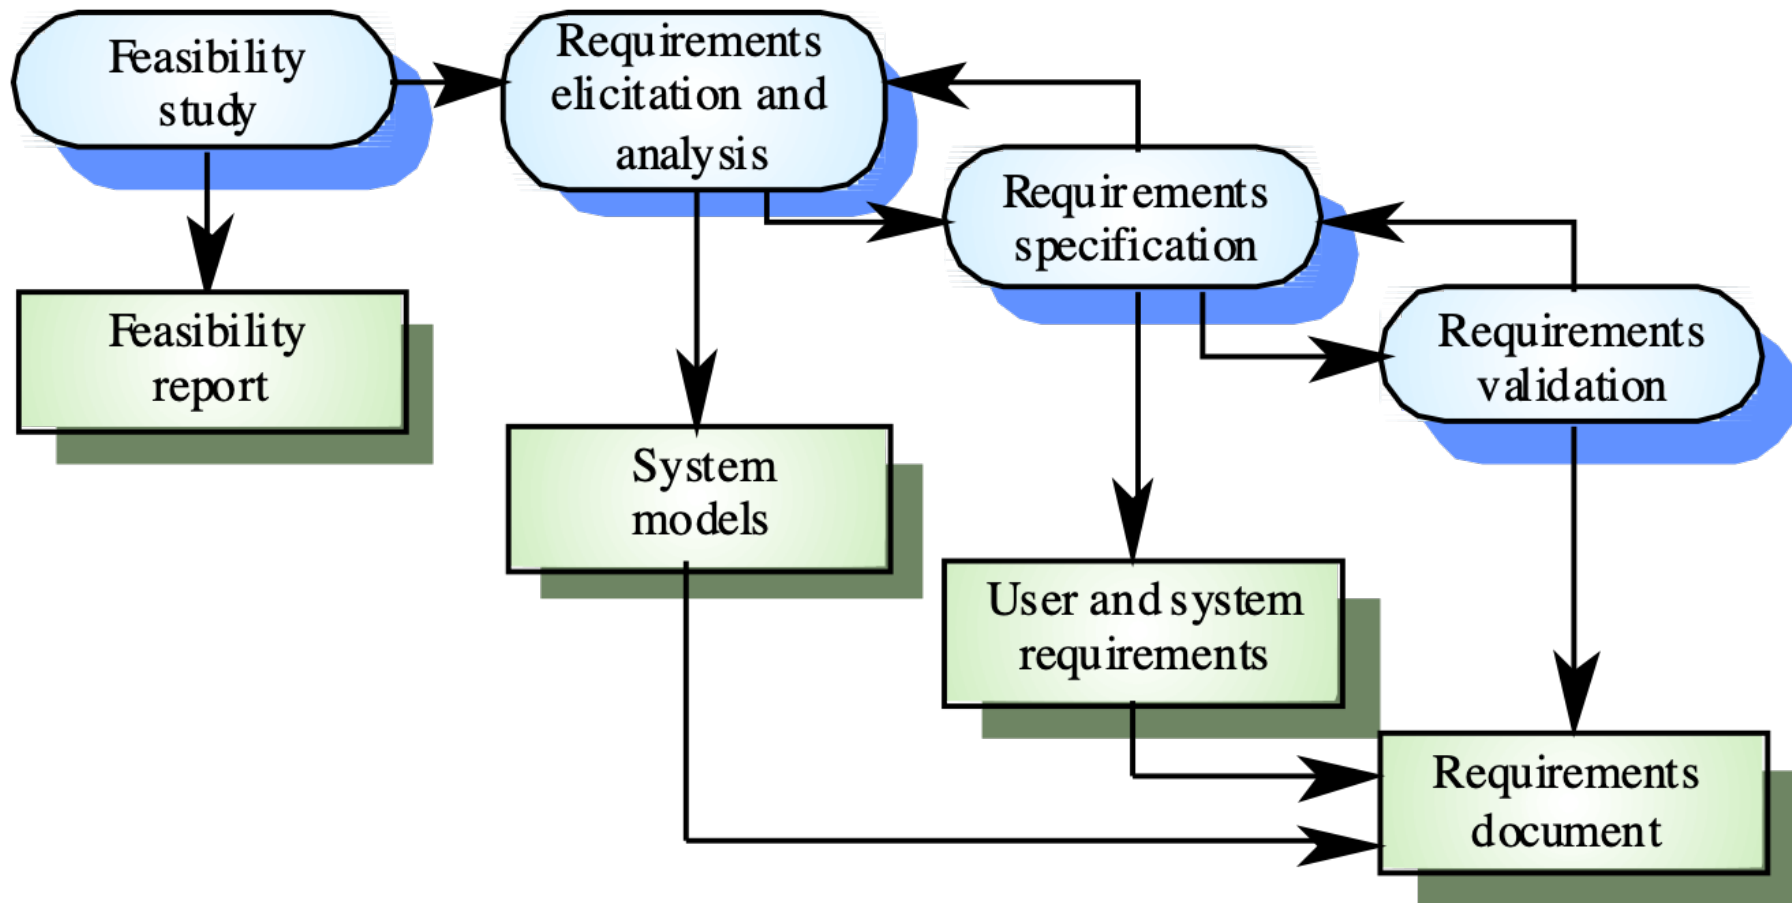 Feasibility
study
Requirements
elicitation and
analysis
Requirements
specification
Requirements
validation
Feasibility
report
System
models
User and system
requirements
Requirements
document